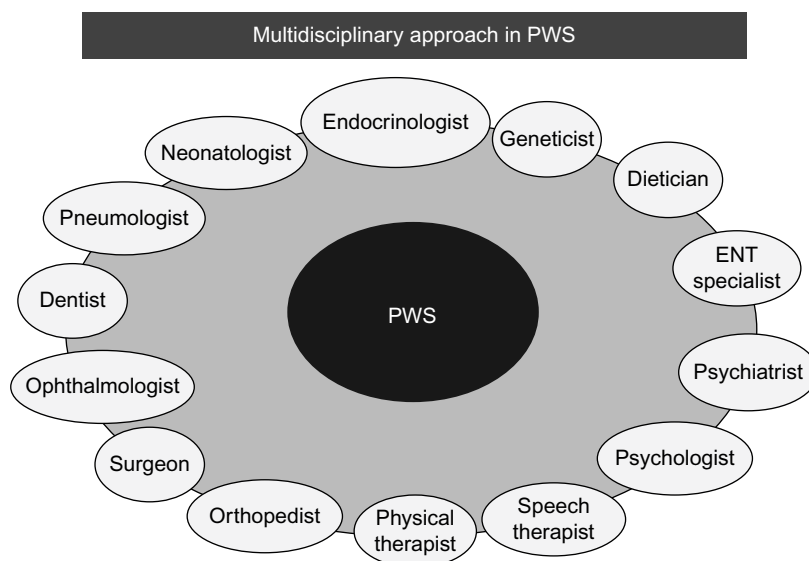 Multidisciplinary approach in PWS
Endocrinologist
Geneticist
Neonatologist
Dietician
Pneumologist
ENT
specialist
Dentist
PWS
Psychiatrist
Ophthalmologist
Psychologist
Surgeon
Orthopedist
Physical
therapist
Speech
therapist